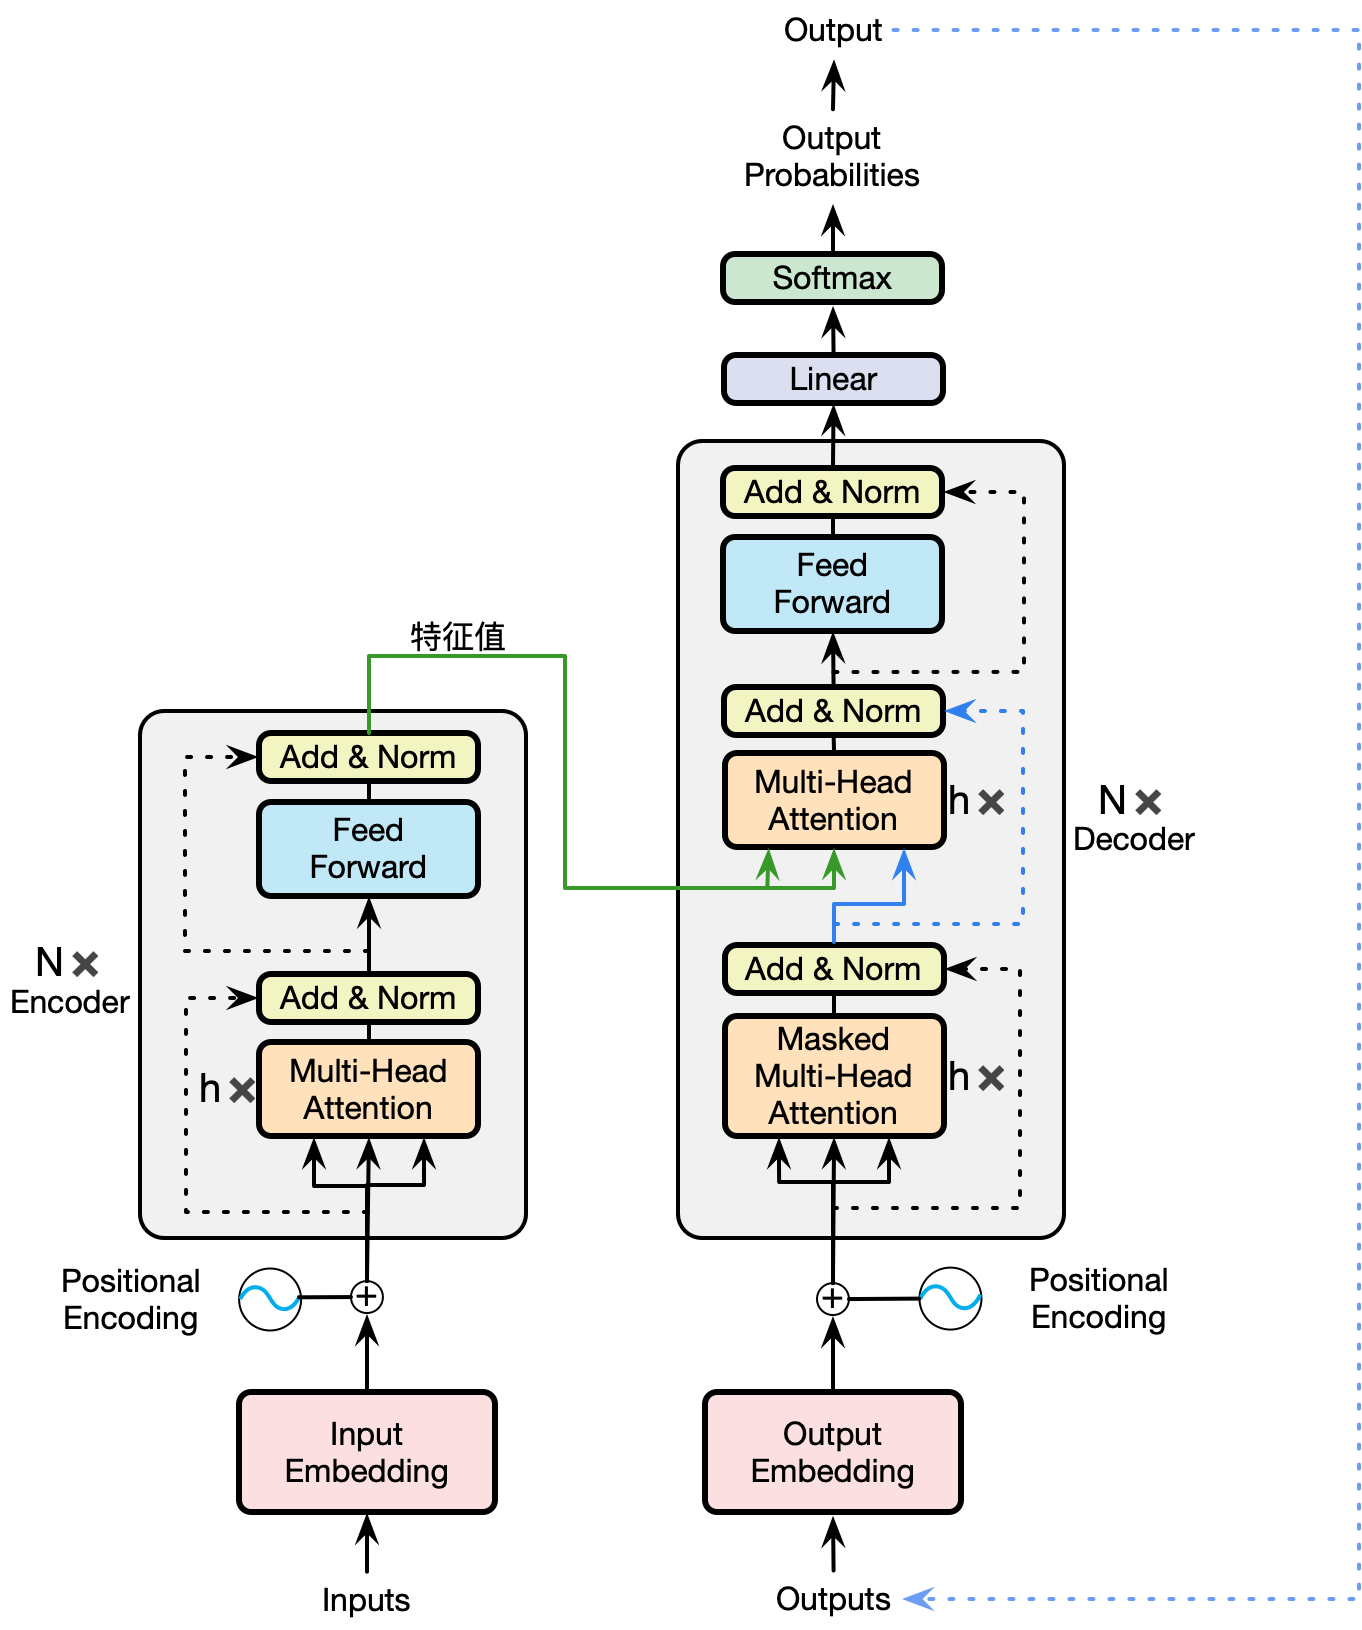 Output
Output
Probabilities
Softmax
Linear
Add & Norm
Feed
Forward
Add & Norm
Multi-Head
Attention
h ×
N ×
Decoder
Add & Norm
Masked
Multi-Head
Attention
h ×
特征值
Add & Norm
Feed
Forward
N ×
Encoder
Add & Norm
Multi-Head
Attention
h ×
Positional
Encoding
+
+
Positional
Encoding
Input
Embedding
Output
Embedding
Inputs
Outputs